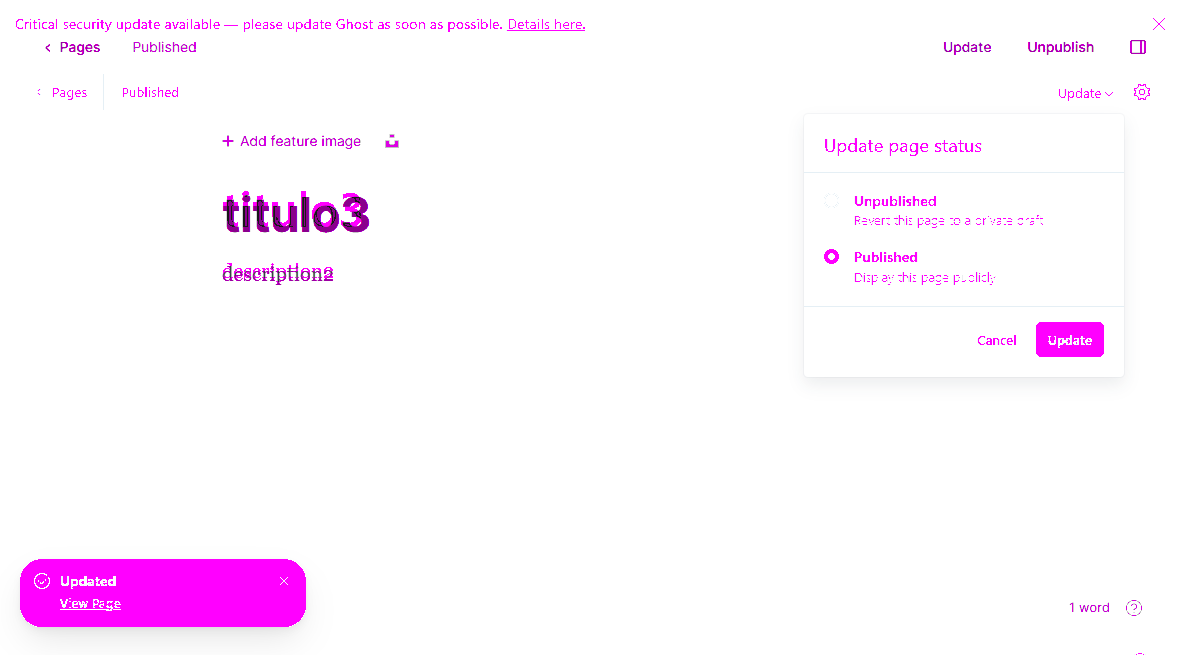 Critical security update available — please update Ghost as soon as possible. Details here.
Pages Published Update Unpublish
Pages Published Update
Add feature image
Update page status
titulo3
Unpublished
Revert this page to a private draft
Published
description2
Display this page publicly
Cancel Update
Updated
View Page
1 word